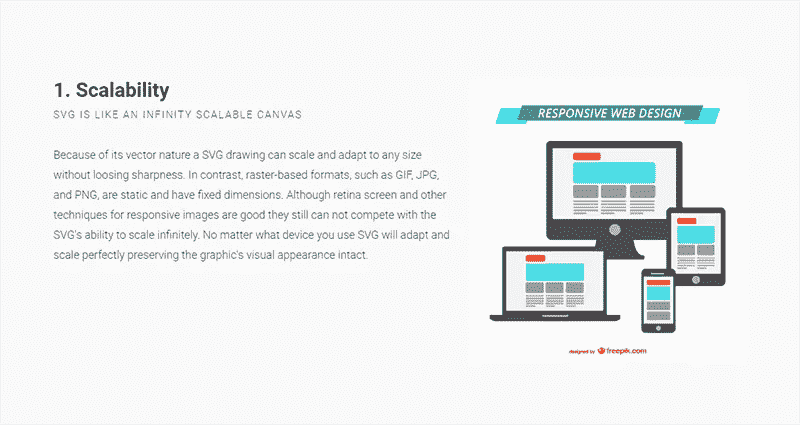 1. Scalability
SVG IS LIKE AN INFINITY SCALABLE CANVAS
Because of its vector nature a SVG drawing can scale and adapt to any size
without loosing sharpness. In contrast, raster-based formats, such as GIF, JPG,
and PNG, are static and have fixed dimensions. Although retina screen and other
techniques for responsive images are good they still can not compete with the
SVG's ability to scale infinitely. No matter what device you use SVG will adapt and
scale perfectly preserving the graphic's visual appearance intact.
RESPONSIVE WEB DESIGN
designed by freepik.com